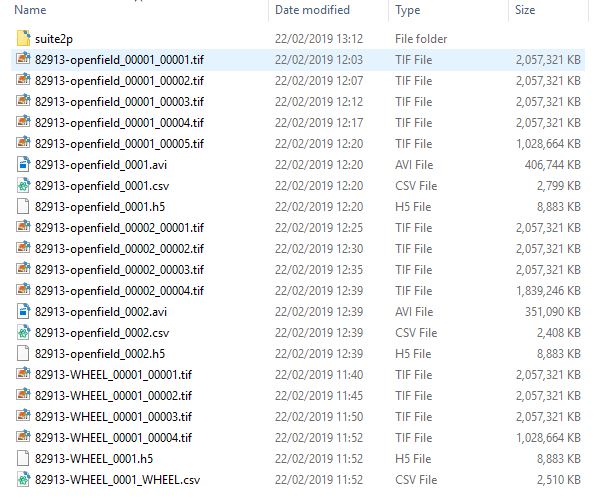 Name Date modified Type Size
suite2p 22/02/2019 13:12 File folder
82913-openfield_00001_00001.tif 22/02/2019 12:03 TIF File 2,057,321 KB
82913-openfield_00001_00002.tif 22/02/2019 12:07 TIF File 2,057,321 KB
82913-openfield_00001_00003.tif 22/02/2019 12:12 TIF File 2,057,321 KB
82913-openfield_00001_00004.tif 22/02/2019 12:17 TIF File 2,057,321 KB
82913-openfield_00001_00005.tif 22/02/2019 12:20 TIF File 1,028,664 KB
82913-openfield_0001.avi 22/02/2019 12:20 AVI File 406,744 KB
82913-openfield_0001.csv 22/02/2019 12:20 CSV File 2,799 KB
82913-openfield_0001.h5 22/02/2019 12:20 H5 File 8,883 KB
82913-openfield_00002_00001.tif 22/02/2019 12:25 TIF File 2,057,321 KB
82913-openfield_00002_00002.tif 22/02/2019 12:30 TIF File 2,057,321 KB
82913-openfield_00002_00003.tif 22/02/2019 12:35 TIF File 2,057,321 KB
82913-openfield_00002_00004.tif 22/02/2019 12:39 TIF File 1,839,246 KB
82913-openfield_0002.avi 22/02/2019 12:39 AVI File 351,090 KB
82913-openfield_0002.csv 22/02/2019 12:39 CSV File 2,408 KB
82913-openfield_0002.h5 22/02/2019 12:39 H5 File 8,883 KB
82913-WHEEL_00001_00001.tif 22/02/2019 11:40 TIF File 2,057,321 KB
82913-WHEEL_00001_00002.tif 22/02/2019 11:45 TIF File 2,057,321 KB
82913-WHEEL_00001_00003.tif 22/02/2019 11:50 TIF File 2,057,321 KB
82913-WHEEL_00001_00004.tif 22/02/2019 11:52 TIF File 1,028,664 KB
82913-WHEEL_0001.h5 22/02/2019 11:52 H5 File 8,883 KB
82913-WHEEL_0001_WHEEL.csv 22/02/2019 11:52 CSV File 2,510 KB